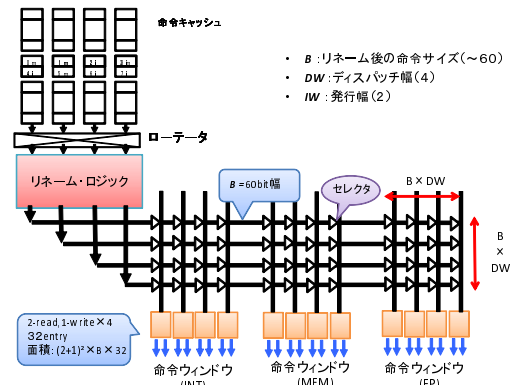 命令キャッシュ
• B：リネーム後の命令サイズ（～60）
• DW：ディスパッチ幅（4）
• IW：発行幅（2）
ローテータ
リネーム・ロジック
B =60bit幅
セレクタ
B×DW
B
×
DW
2-read,1-write×4
32entry
面積: (2+1)²×B×32
命令ウィンドウ
(INT)
命令ウィンドウ
(MEM)
命令ウィンドウ
(FP)